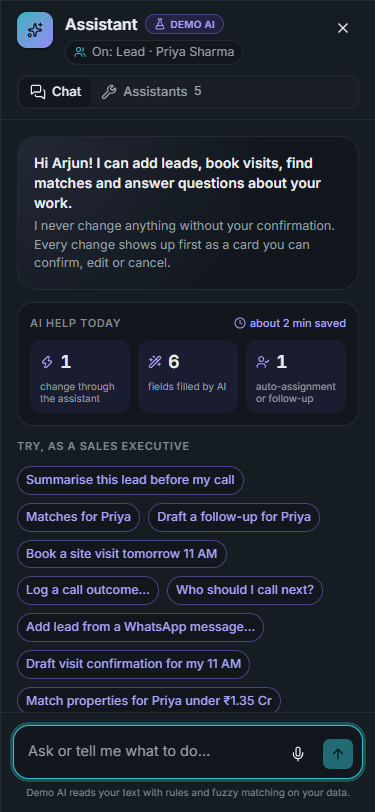 Assistant
DEMO AI
On: Lead · Priya Sharma
Chat
Assistants 5
Hi Arjun! I can add leads, book visits, find
matches and answer questions about your
work.
I never change anything without your confirmation.
Every change shows up first as a card you can
confirm, edit or cancel.
AI HELP TODAY
about 2 min saved
1
change through
the assistant
6
fields filled by AI
1
auto-assignment
or follow-up
TRY, AS A SALES EXECUTIVE
Summarise this lead before my call
Matches for Priya
Draft a follow-up for Priya
Book a site visit tomorrow 11 AM
Log a call outcome...
Who should I call next?
Add lead from a WhatsApp message...
Draft visit confirmation for my 11 AM
Match properties for Priya under ₹1.35 Cr
Ask or tell me what to do...
Demo AI reads your text with rules and fuzzy matching on your data.